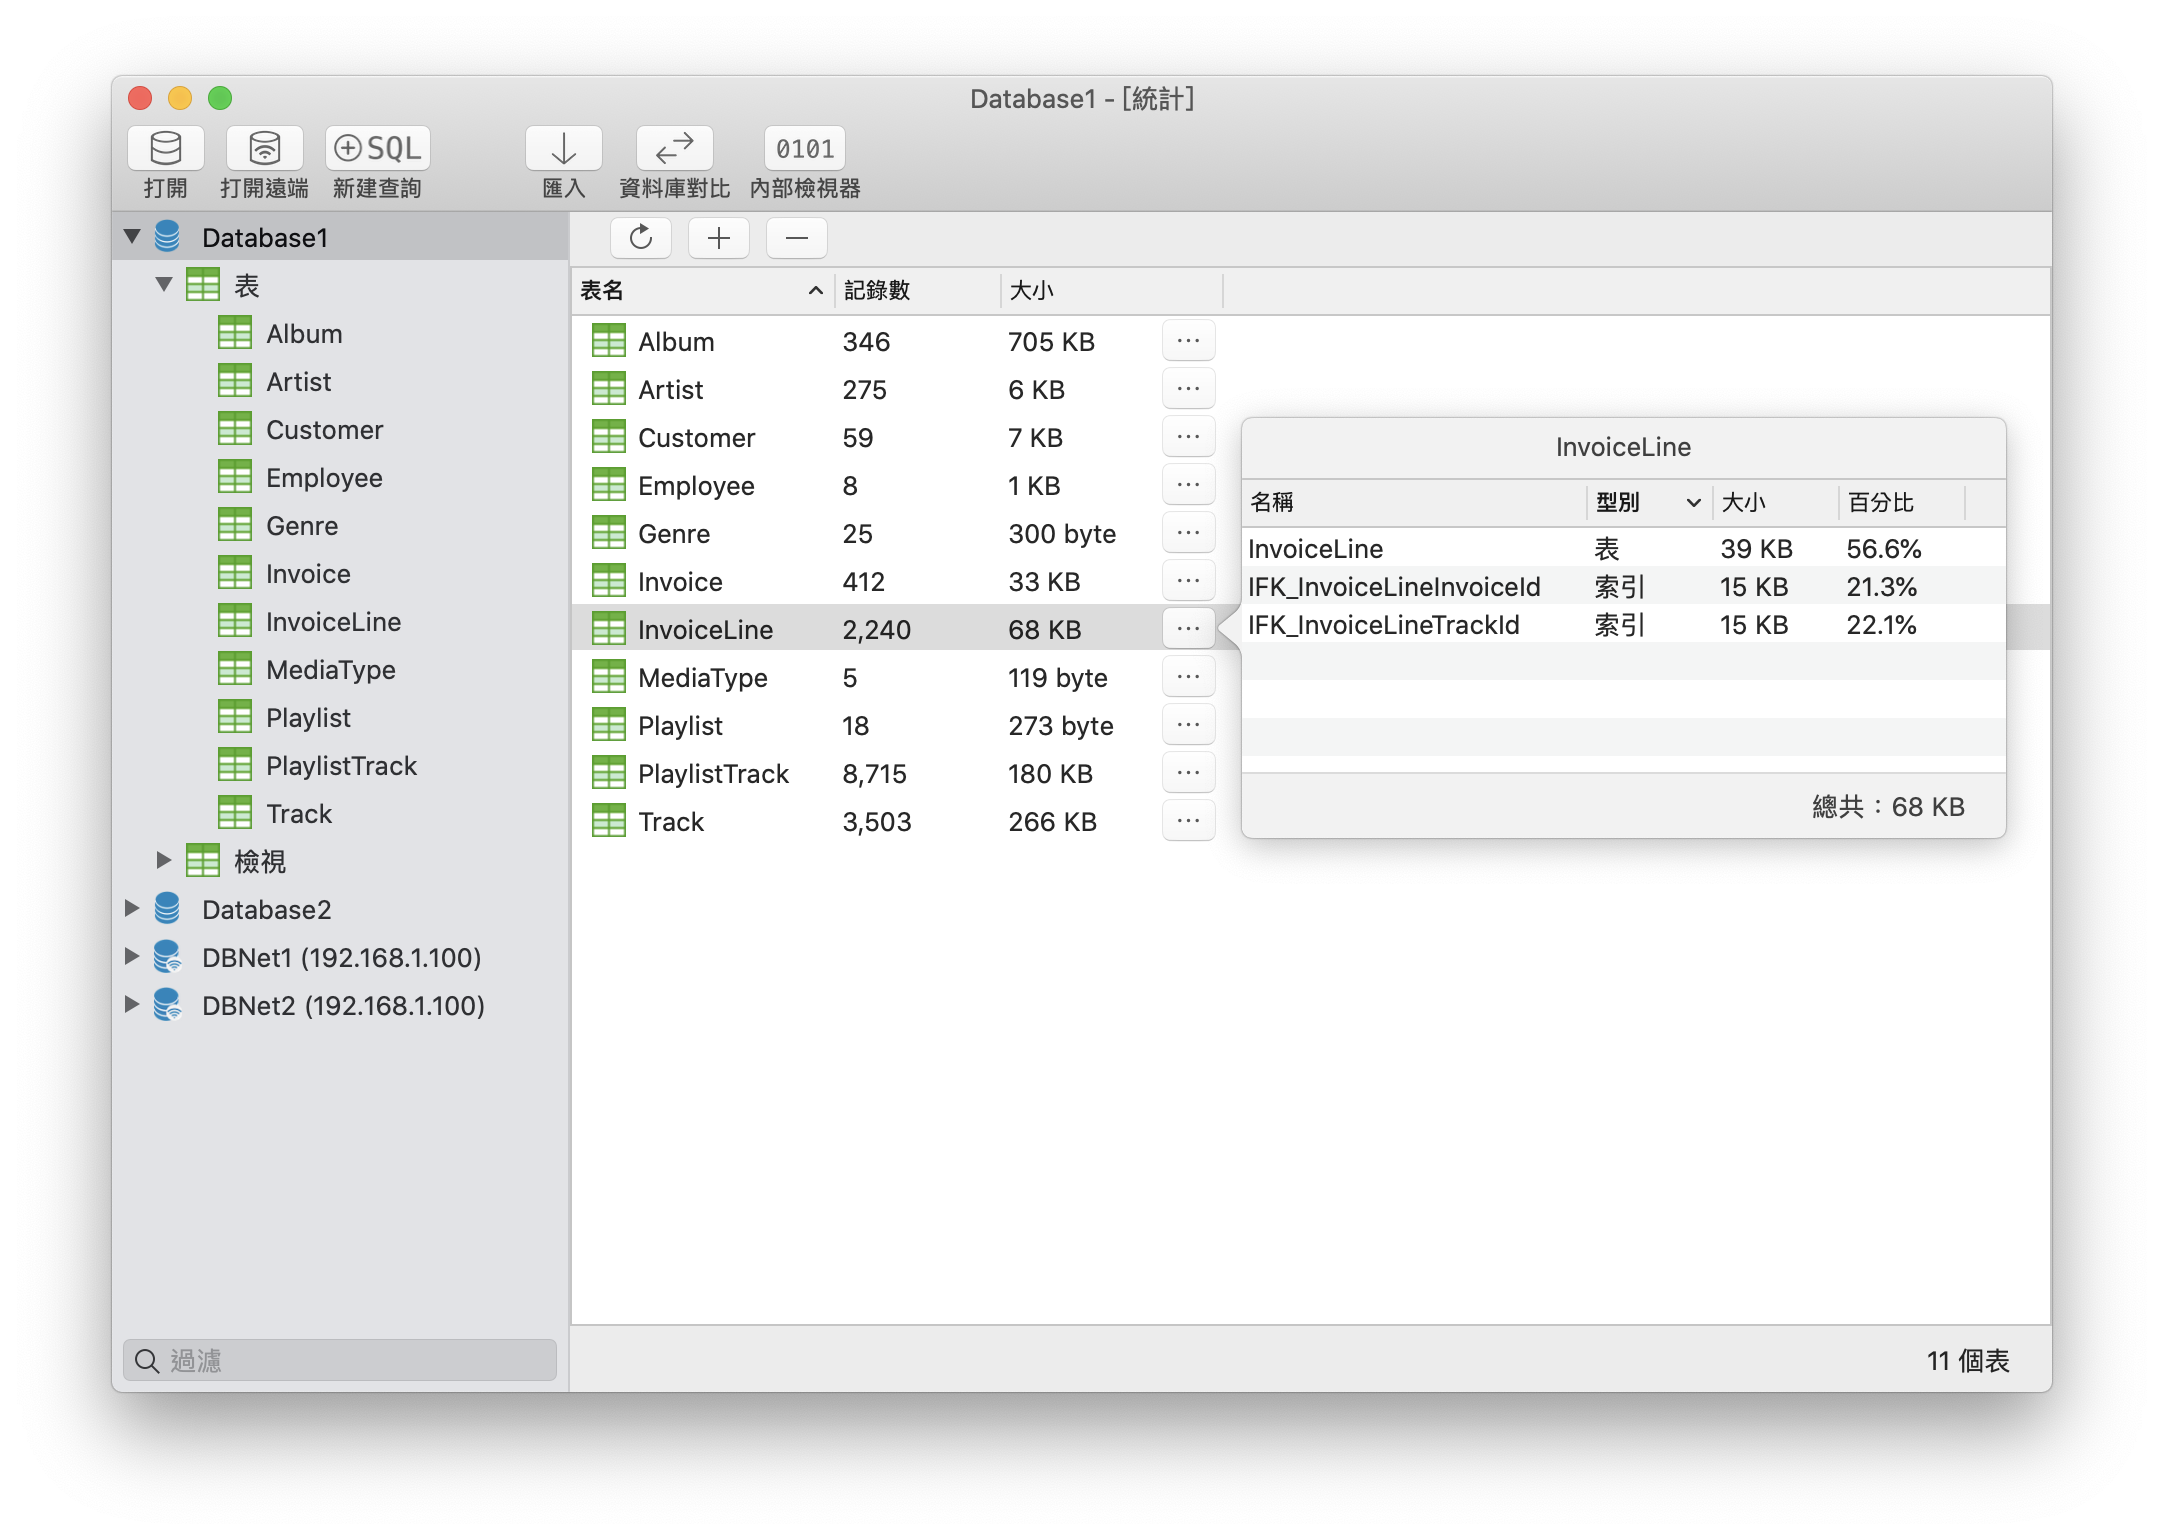 Database1 - [統計]
SQL
0101
打開 打開遠端 新建查詢 匯入 資料庫對比 內部檢視器
Database1
表
Album
Artist
Customer
Employee
Genre
Invoice
InvoiceLine
MediaType
Playlist
PlaylistTrack
Track
檢視
Database2
DBNet1 (192.168.1.100)
DBNet2 (192.168.1.100)
過濾
表名 記錄數 大小
Album 346 705 KB ...
Artist 275 6 KB ...
Customer 59 7 KB ...
Employee 8 1 KB ...
Genre 25 300 byte ...
Invoice 412 33 KB ...
InvoiceLine 2,240 68 KB ...
MediaType 5 119 byte ...
Playlist 18 273 byte ...
PlaylistTrack 8,715 180 KB ...
Track 3,503 266 KB ...
InvoiceLine
名稱 型別 大小 百分比
InvoiceLine 表 39 KB 56.6%
IFK_InvoiceLineInvoiceId 索引 15 KB 21.3%
IFK_InvoiceLineTrackId 索引 15 KB 22.1%
總共：68 KB
11 個表